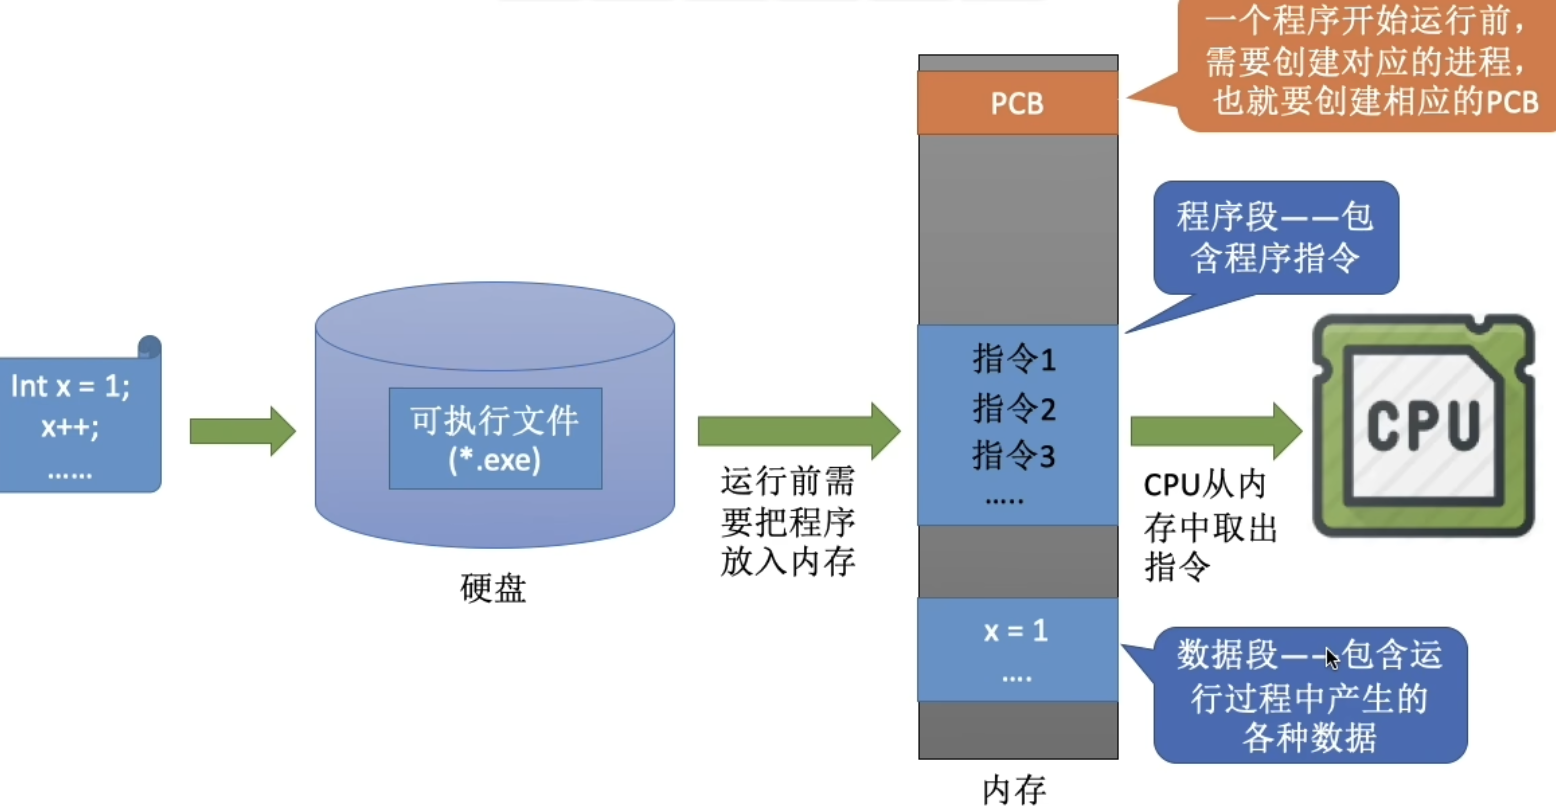 Int x = 1;
x++;
……
可执行文件
(*.exe)
硬盘
运行前需
要把程序
放入内存
PCB
指令1
指令2
指令3
…..
x = 1
….
内存
一个程序开始运行前，
需要创建对应的进程，
也就要创建相应的PCB
程序段——包
含程序指令
CPU从内
存中取出
指令
CPU
数据段——包含运
行过程中产生的
各种数据